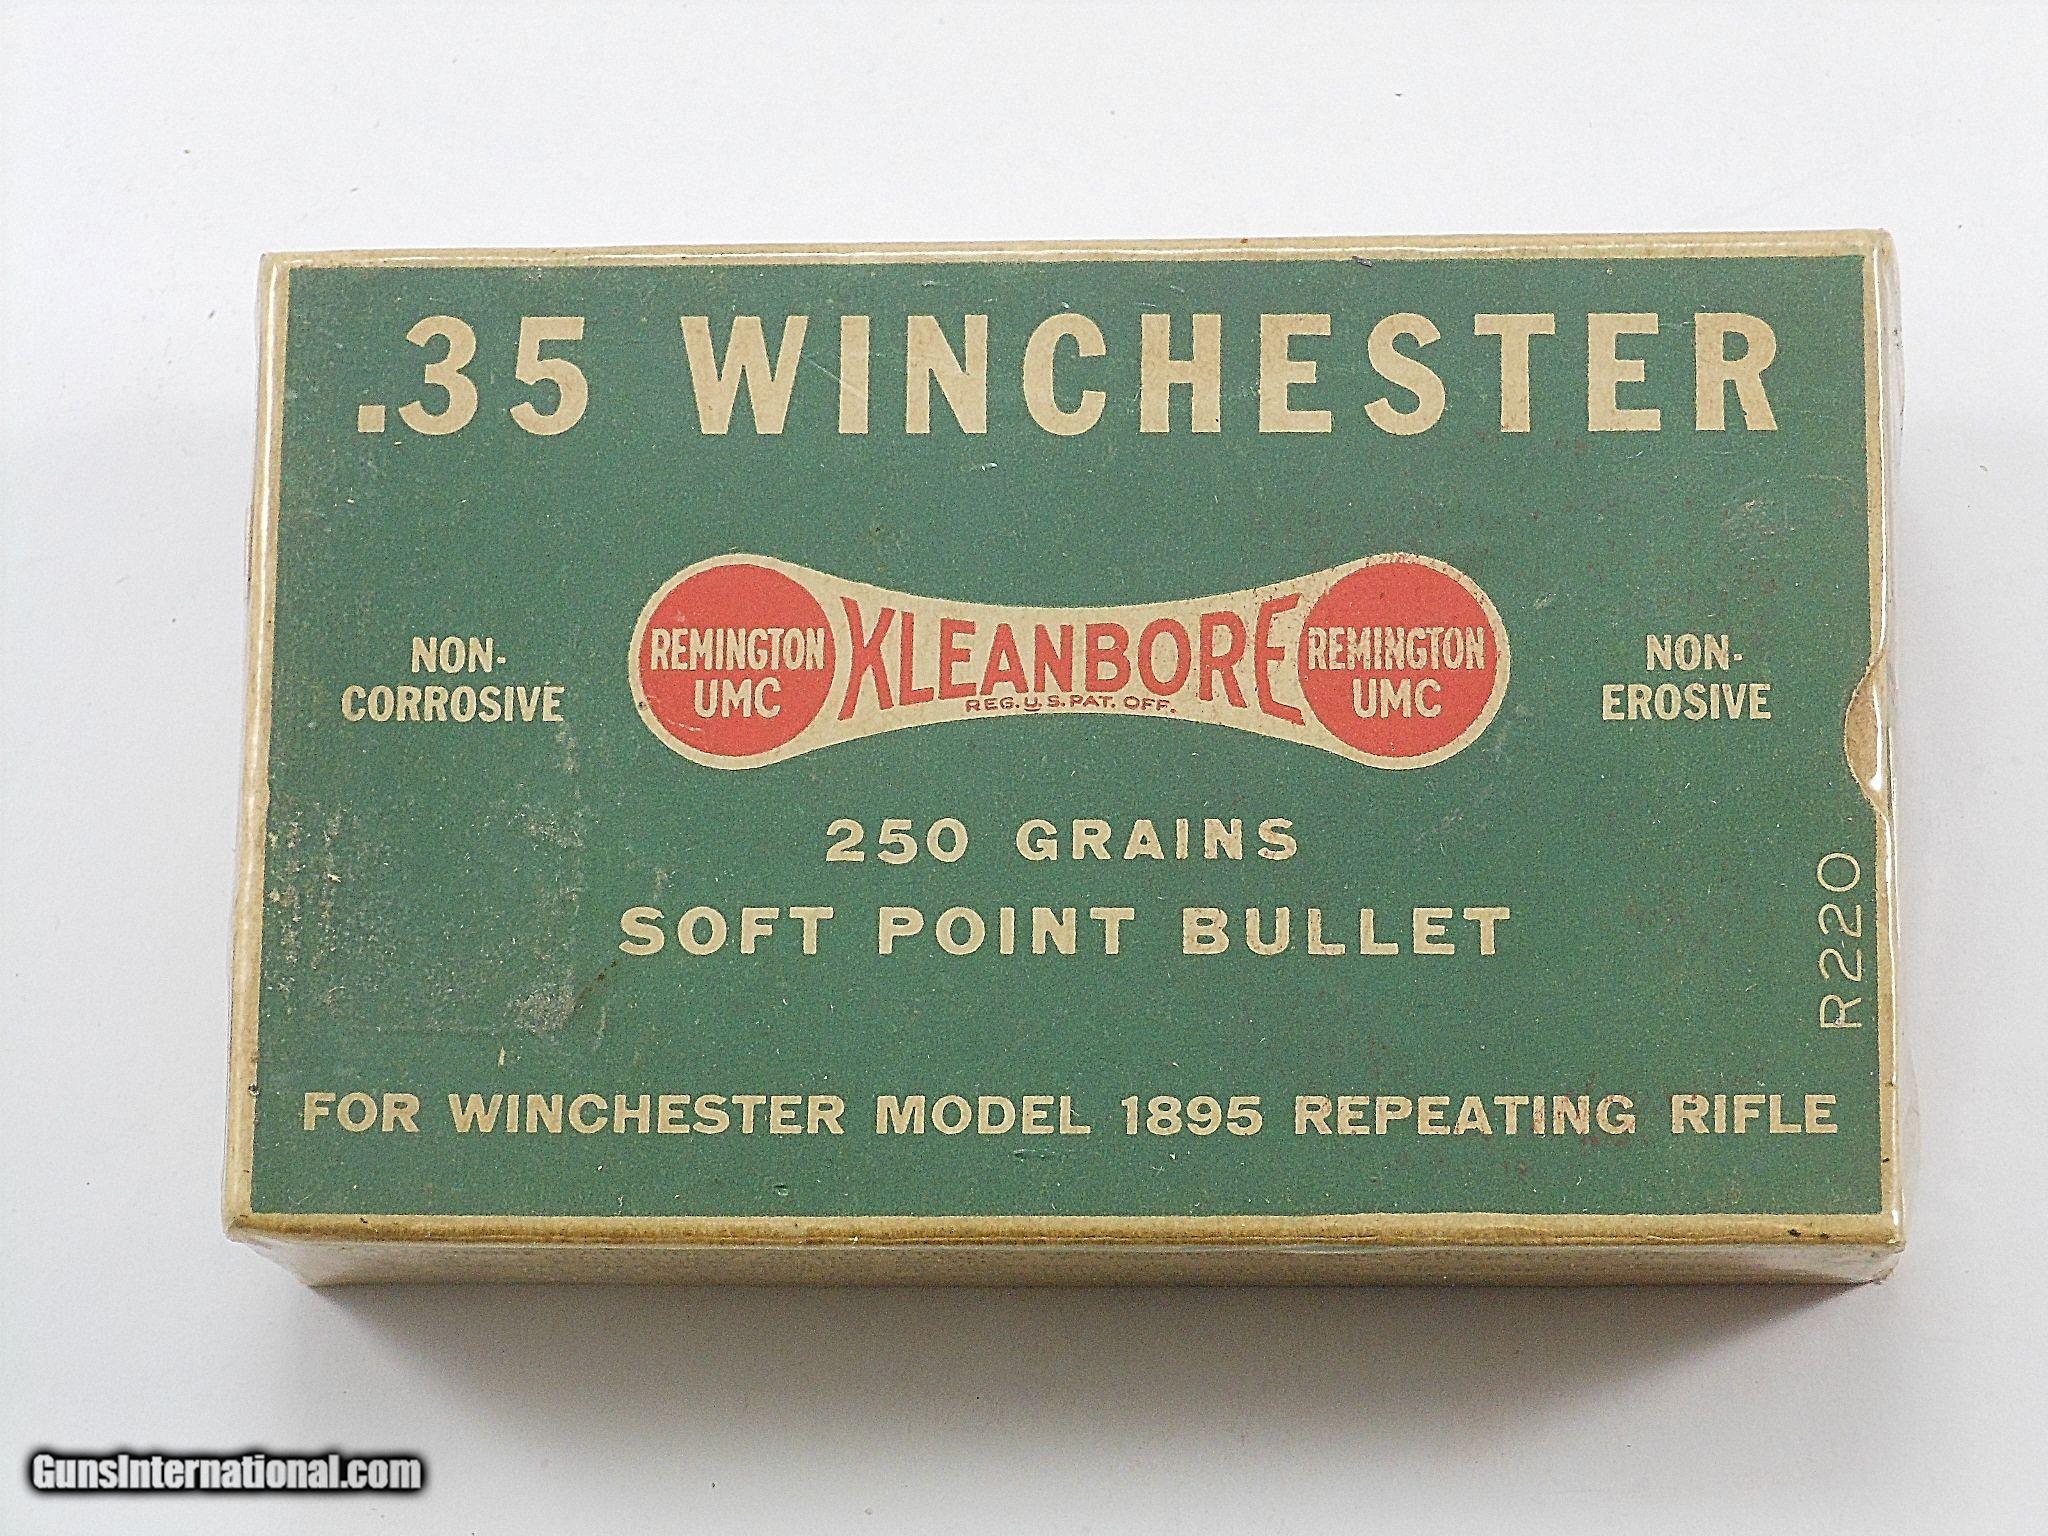 .35 WINCHESTER
NON-
CORROSIVE
REMINGTON
UMC
KLEANBORE
REG. U.S. PAT. OFF.
REMINGTON
UMC
NON-
EROSIVE
250 GRAINS
SOFT POINT BULLET
R220
FOR WINCHESTER MODEL 1895 REPEATING RIFLE
GunsInternational.com